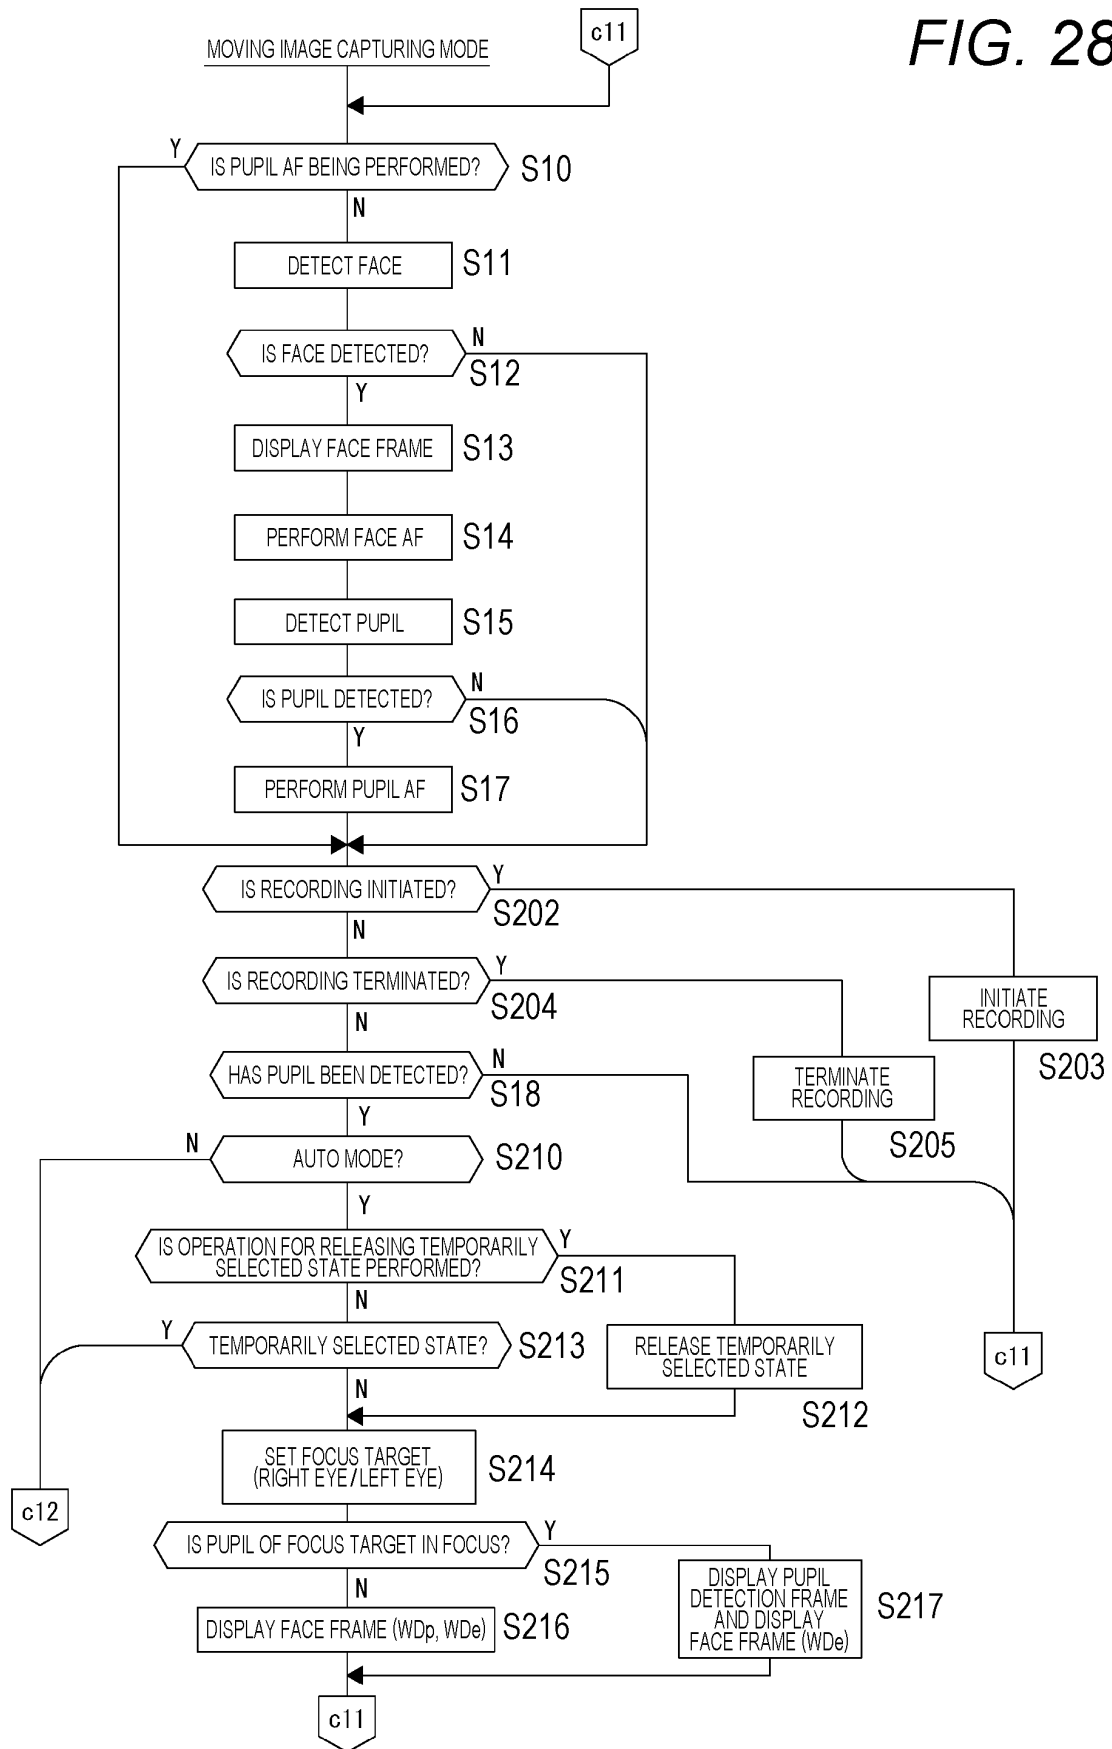 FIG. 28
c11
MOVING IMAGE CAPTURING MODE
Y
IS PUPIL AF BEING PERFORMED?
S10
N
DETECT FACE
S11
IS FACE DETECTED?
N
S12
Y
DISPLAY FACE FRAME
S13
PERFORM FACE AF
S14
DETECT PUPIL
S15
IS PUPIL DETECTED?
N
S16
Y
PERFORM PUPIL AF
S17
IS RECORDING INITIATED?
Y
S202
N
IS RECORDING TERMINATED?
Y
S204
N
INITIATE
RECORDING
S203
HAS PUPIL BEEN DETECTED?
N
S18
Y
TERMINATE
RECORDING
S205
N
AUTO MODE?
S210
Y
IS OPERATION FOR RELEASING TEMPORARILY
SELECTED STATE PERFORMED?
Y
S211
N
Y
TEMPORARILY SELECTED STATE?
S213
N
RELEASE TEMPORARILY
SELECTED STATE
S212
c11
SET FOCUS TARGET
(RIGHT EYE/LEFT EYE)
S214
c12
IS PUPIL OF FOCUS TARGET IN FOCUS?
Y
S215
N
DISPLAY PUPIL
DETECTION FRAME
AND DISPLAY
FACE FRAME (WDe)
S217
DISPLAY FACE FRAME (WDp, WDe)
S216
c11